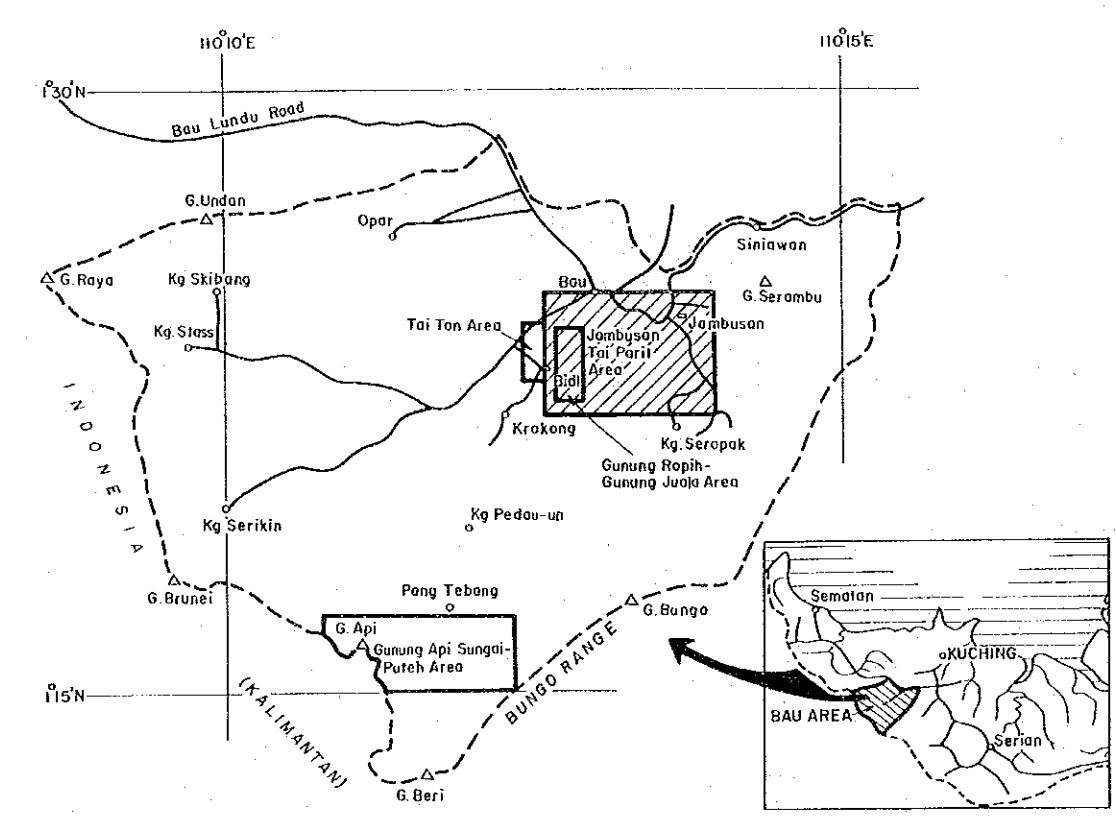 110°10'E
110°15'E
1°30'N
Bau Lundu Road
G.Undan
Opar
Siniawan
G.Raya
Kg Skibang
Bau
G.Serambu
Tai Ton Area
Jambusan
Kg.Stass
Jambusan
Tai Parit
Area
Bidi
INDONESIA
Krokong
Kg.Seropak
Gunung Ropih-
Gunung Juala Area
Kg Serikin
Kg Pedau-un
G.Brunei
Pang Tebang
G.Bungo
Sematan
G.Api
Gunung Api Sungai-
Puteh Area
KUCHING
BUNGO RANGE
1°15'N
(KALIMANTAN)
BAU AREA
Serian
G.Beri